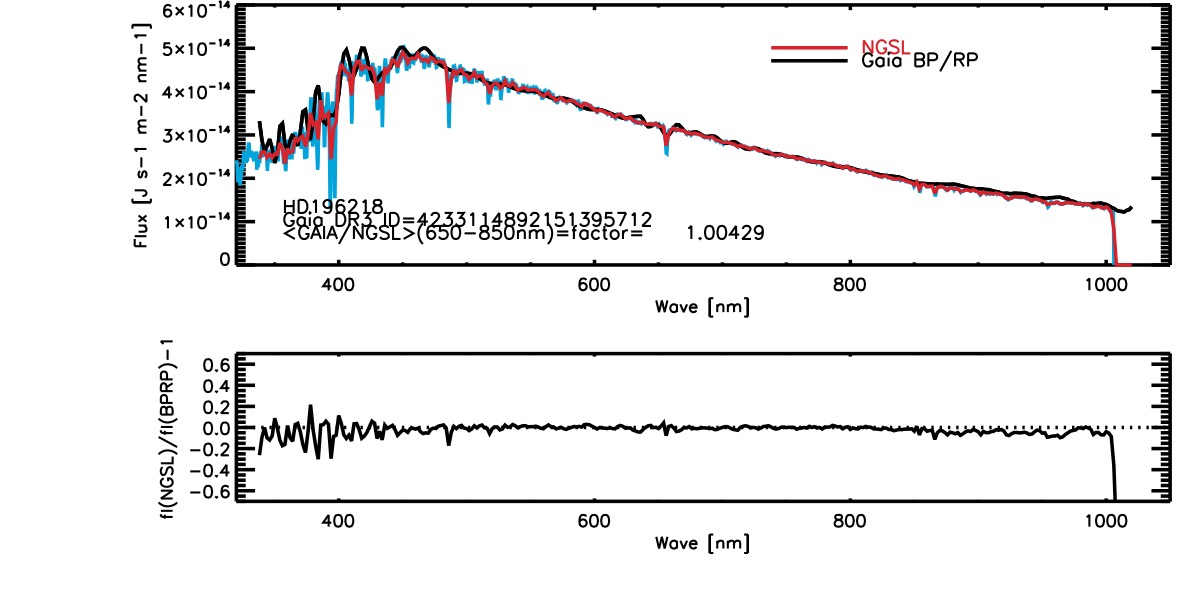 6×10⁻¹⁴
5×10⁻¹⁴
4×10⁻¹⁴
3×10⁻¹⁴
2×10⁻¹⁴
1×10⁻¹⁴
0
Flux [J s−1 m−2 nm−1]
NGSL
Gaia BP/RP
HD196218
Gaia DR3 ID=4233114892151395712
<GAIA/NGSL>(650−850nm)=factor= 1.00429
400 600 800 1000
Wave [nm]
0.6
0.4
0.2
0.0
−0.2
−0.4
−0.6
fl(NGSL)/fl(BPRP)−1
400 600 800 1000
Wave [nm]